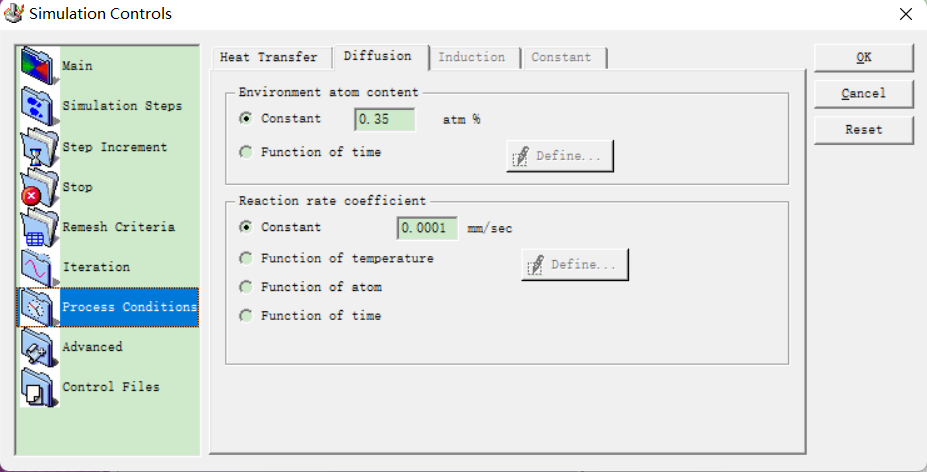 Simulation Controls
Main
Simulation Steps
Step Increment
Stop
Remesh Criteria
Iteration
Process Conditions
Advanced
Control Files
Heat Transfer
Diffusion
Induction
Constant
Environment atom content
Constant 0.35 atm %
Function of time Define...
Reaction rate coefficient
Constant 0.0001 mm/sec
Function of temperature Define...
Function of atom
Function of time
OK
Cancel
Reset